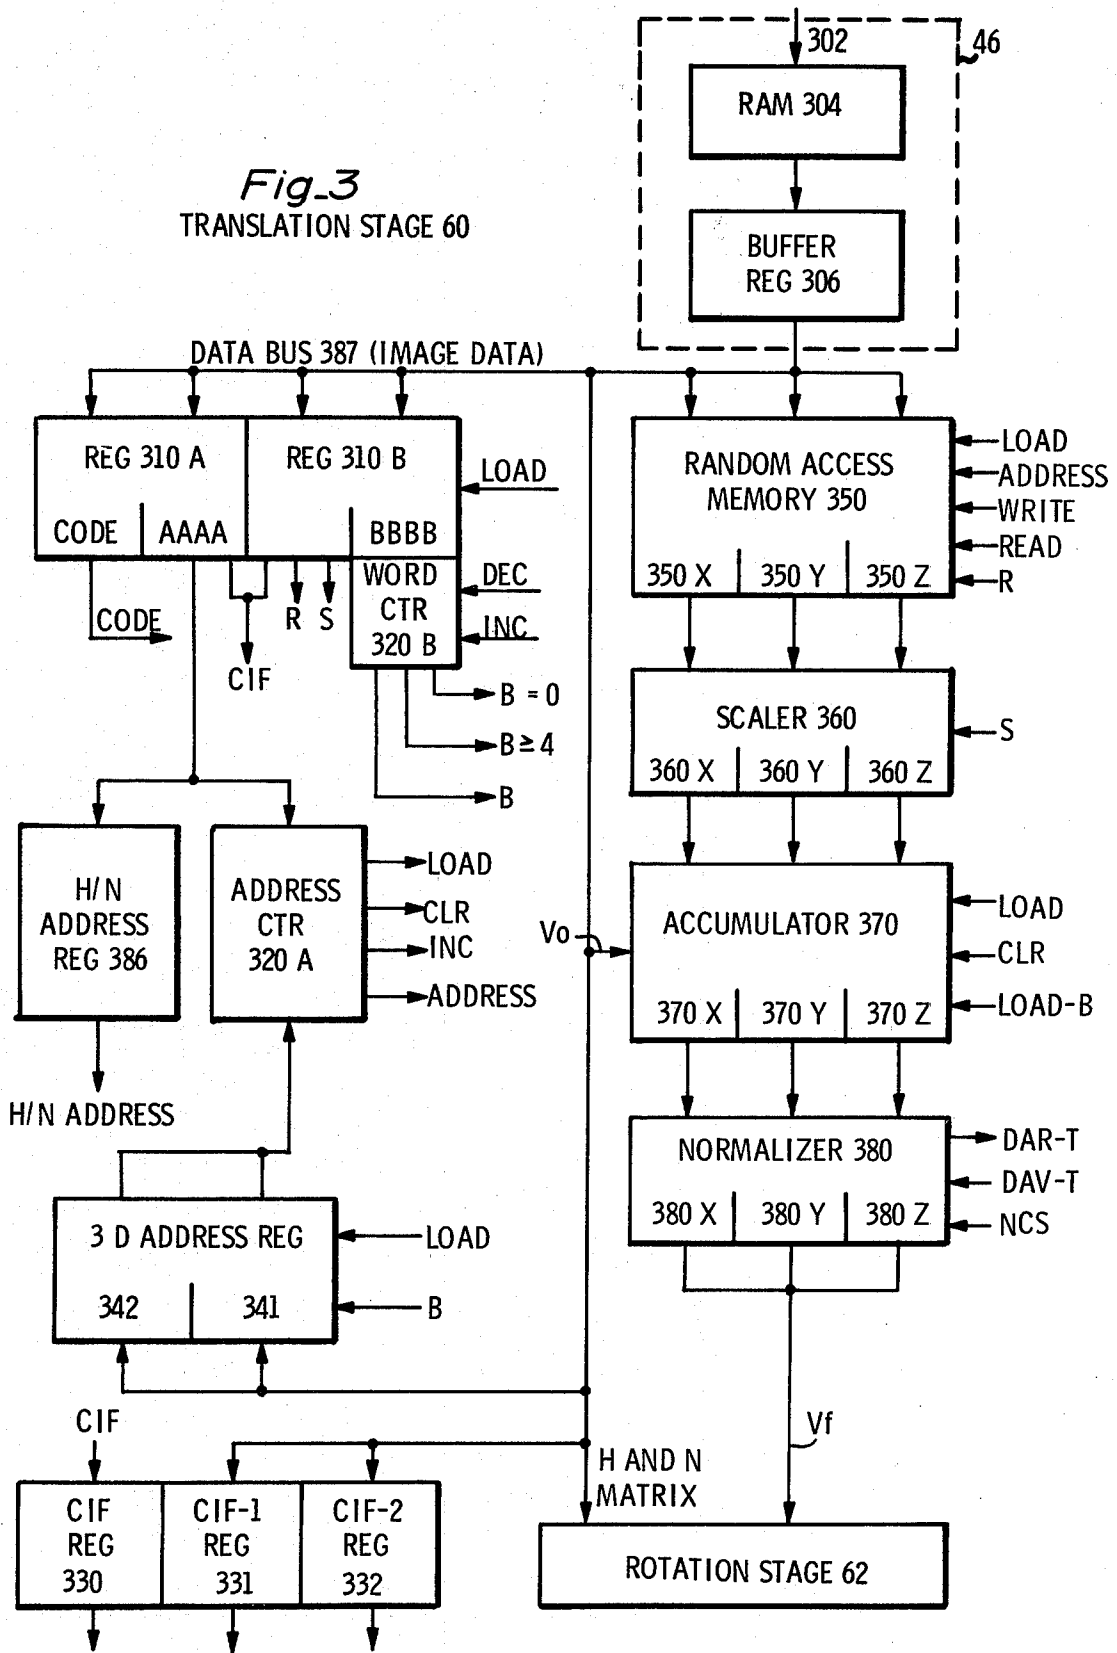 302
46
RAM 304
Fig_3
TRANSLATION STAGE 60
BUFFER
REG 306
DATA BUS 387 (IMAGE DATA)
REG 310 A
REG 310 B
CODE
AAAA
BBBB
LOAD
WORD
CTR
320 B
DEC
INC
CODE
R
S
CIF
B = 0
B ≥ 4
B
RANDOM ACCESS
MEMORY 350
350 X
350 Y
350 Z
LOAD
ADDRESS
WRITE
READ
R
SCALER 360
360 X
360 Y
360 Z
S
H/N
ADDRESS
REG 386
ADDRESS
CTR
320 A
LOAD
CLR
INC
ADDRESS
Vo
ACCUMULATOR 370
370 X
370 Y
370 Z
LOAD
CLR
LOAD-B
H/N ADDRESS
NORMALIZER 380
380 X
380 Y
380 Z
DAR-T
DAV-T
NCS
3 D ADDRESS REG
342
341
LOAD
B
CIF
Vf
H AND N
MATRIX
CIF
REG
330
CIF-1
REG
331
CIF-2
REG
332
ROTATION STAGE 62